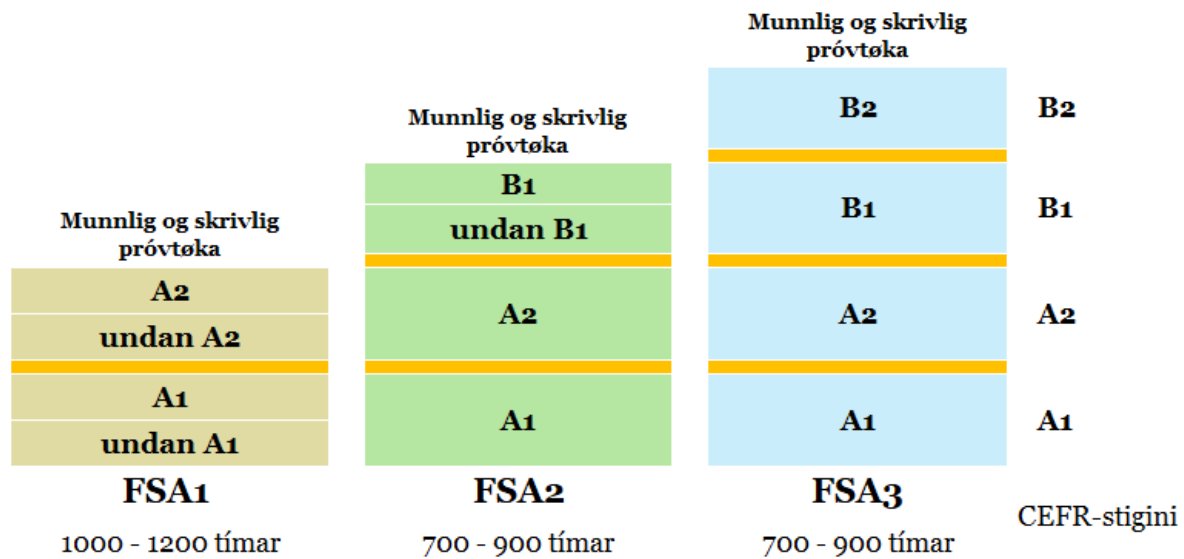 Munnlig og skrivlig
próvtøka
A2
undan A2
A1
undan A1
FSA1
1000 - 1200 tímar
Munnlig og skrivlig
próvtøka
B1
undan B1
A2
A1
FSA2
700 - 900 tímar
Munnlig og skrivlig
próvtøka
B2
B1
A2
A1
FSA3
700 - 900 tímar
B2
B1
A2
A1
CEFR-stigini